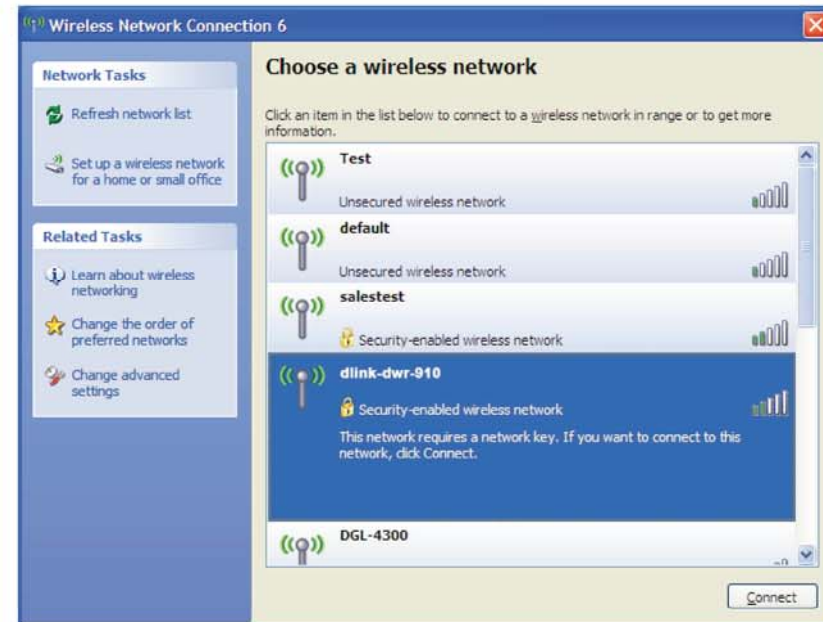 Wireless Network Connection 6
Network Tasks
Refresh network list
Set up a wireless network
for a home or small office
Related Tasks
Learn about wireless
networking
Change the order of
preferred networks
Change advanced
settings
Choose a wireless network
Click an item in the list below to connect to a wireless network in range or to get more
information.
Test
Unsecured wireless network
default
Unsecured wireless network
salestest
Security-enabled wireless network
dlink-dwr-910
Security-enabled wireless network
This network requires a network key. If you want to connect to this
network, click Connect.
DGL-4300
Connect